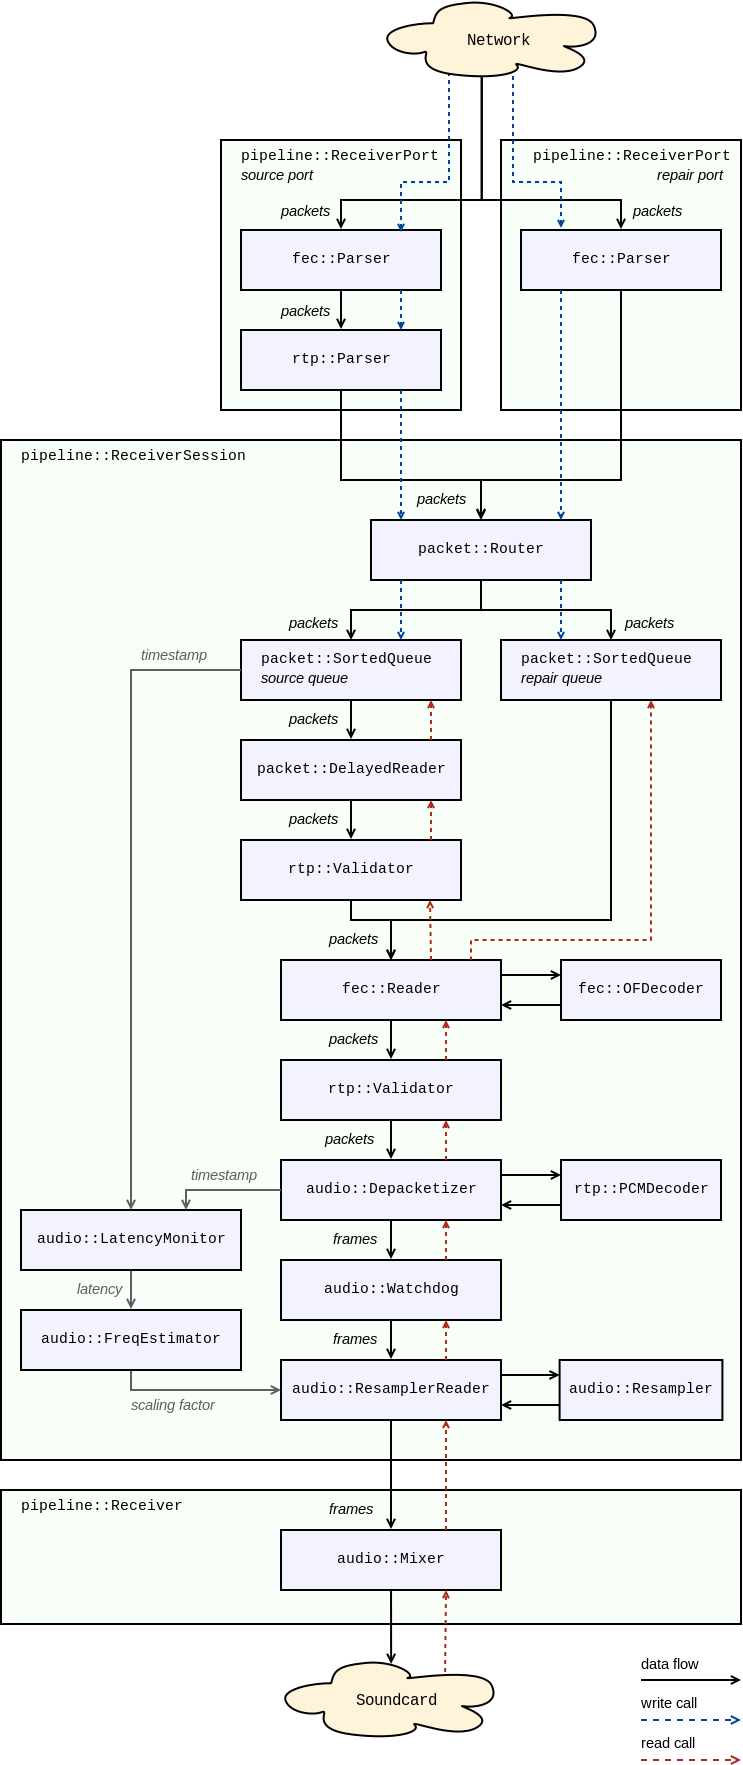 Network
pipeline::ReceiverPort
source port
pipeline::ReceiverPort
repair port
packets
packets
fec::Parser
fec::Parser
packets
rtp::Parser
pipeline::ReceiverSession
packets
packet::Router
packets
packets
timestamp
packet::SortedQueue
source queue
packet::SortedQueue
repair queue
packets
packet::DelayedReader
packets
rtp::Validator
packets
fec::Reader
fec::OFDecoder
packets
rtp::Validator
packets
timestamp
audio::Depacketizer
rtp::PCMDecoder
audio::LatencyMonitor
frames
latency
audio::Watchdog
audio::FreqEstimator
frames
audio::ResamplerReader
audio::Resampler
scaling factor
pipeline::Receiver
frames
audio::Mixer
Soundcard
data flow
write call
read call